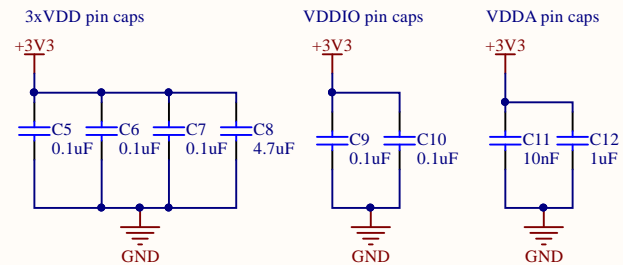 3xVDD pin caps
+3V3
C5
0.1uF
C6
0.1uF
C7
0.1uF
C8
4.7uF
GND
VDDIO pin caps
+3V3
C9
0.1uF
C10
0.1uF
GND
VDDA pin caps
+3V3
C11
10nF
C12
1uF
GND